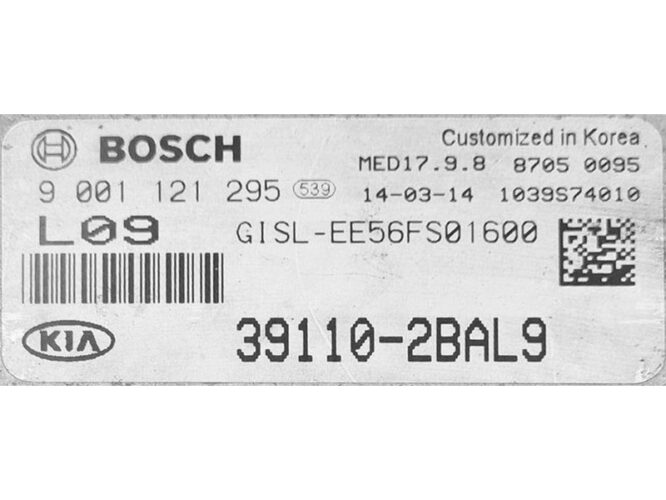 BOSCH
Customized in Korea
MED17.9.8 8705 0095
9 001 121 295 539
14-03-14 1039S74010
L09 GISL-EE56FS01600
KIA 39110-2BAL9